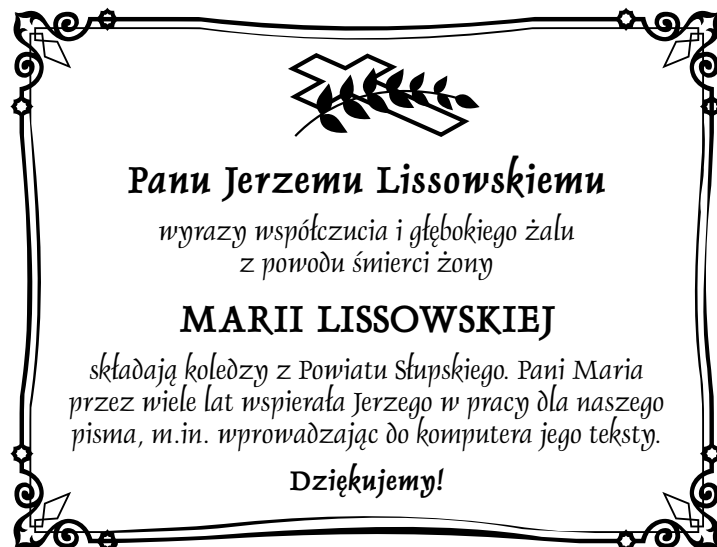 Panu Jerzemu Lissowskiemu
wyrazy współczucia i głębokiego żalu
z powodu śmierci żony
MARII LISSOWSKIEJ
składają koledzy z Powiatu Słupskiego. Pani Maria
przez wiele lat wspierała Jerzego w pracy dla naszego
pisma, m.in. wprowadzając do komputera jego teksty.
Dziękujemy!